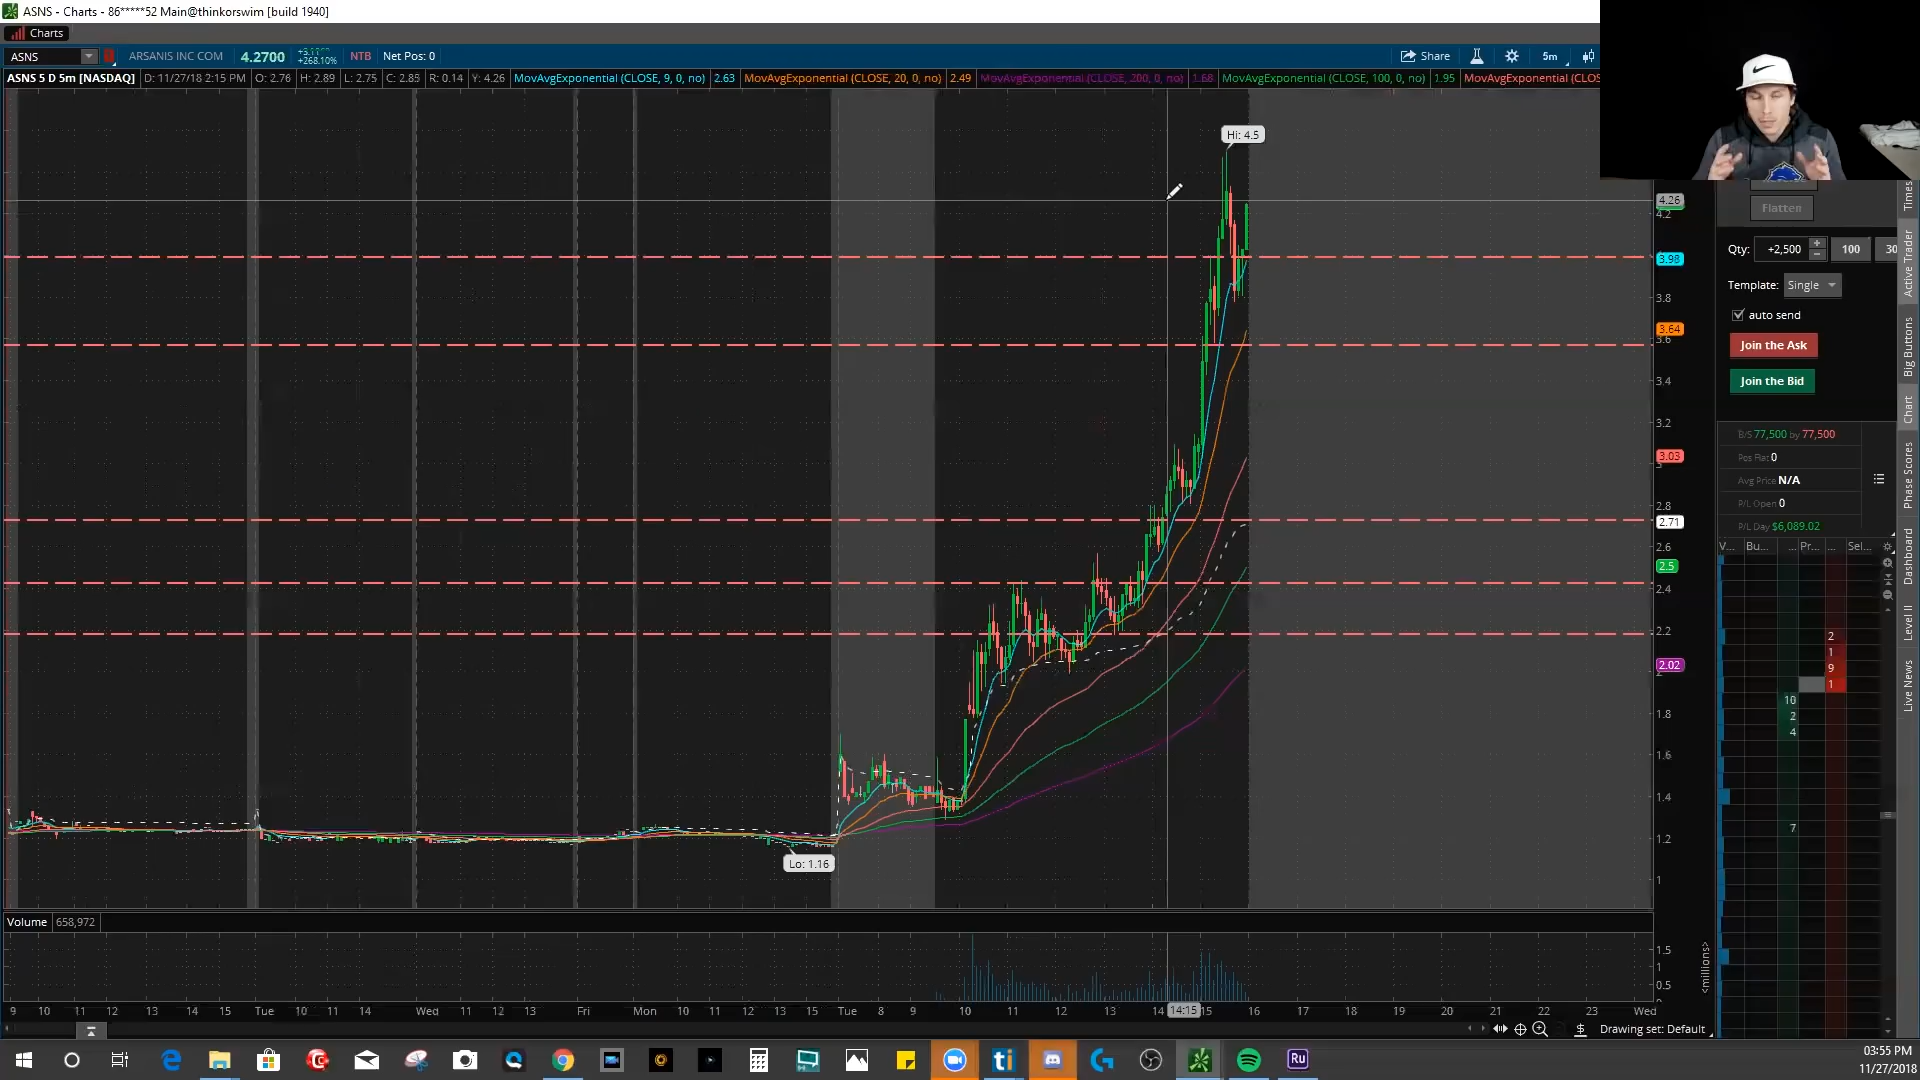 ASNS - Charts - 86*****52 Main@thinkorswim [build 1940]
Charts
ASNS ARSANIS INC COM 4.2700 +268.10% NTB Net Pos: 0 Share 5m
ASNS 5 D 5m [NASDAQ] D: 11/27/18 2:15 PM O: 2.76 H: 2.89 L: 2.75 C: 2.85 R: 0.14 Y: 4.26 MovAvgExponential (CLOSE, 9, 0, no) 2.63 MovAvgExponential (CLOSE, 20, 0, no) 2.49 MovAvgExponential (CLOSE, 200, 0, no) 1.68 MovAvgExponential (CLOSE, 100, 0, no) 1.95 MovAvgExponential (CLOS
Hi: 4.5
4.26
4.2
3.98
3.8
3.64
3.6
3.4
3.2
3.03
3
2.8
2.71
2.6
2.5
2.4
2.2
2.02
1.8
1.6
1.4
1.2
1
Lo: 1.16
Flatten
Qty: +2,500 100 30
Template: Single
auto send
Join the Ask
Join the Bid
B/S 77,500 by 77,500
Pos Flat 0
Avg Price N/A
P/L Open 0
P/L Day $6,089.02
V... Bu... ... Pr... ... Sel...
2
1
9
1
10
2
4
7
Times
Active Trader
Big Buttons
Chart
Phase Scores
Dashboard
Level II
Live News
Volume 658,972
1.5
1
0.5
<millions>
9 10 11 12 13 14 15 Tue 10 11 14 Wed 12 13 Fri Mon 10 11 12 13 15 Tue 8 9 10 11 12 13 14 14:15 15 16 17 18 19 20 21 22 23 Wed
Drawing set: Default
ti Ru
03:55 PM
11/27/2018